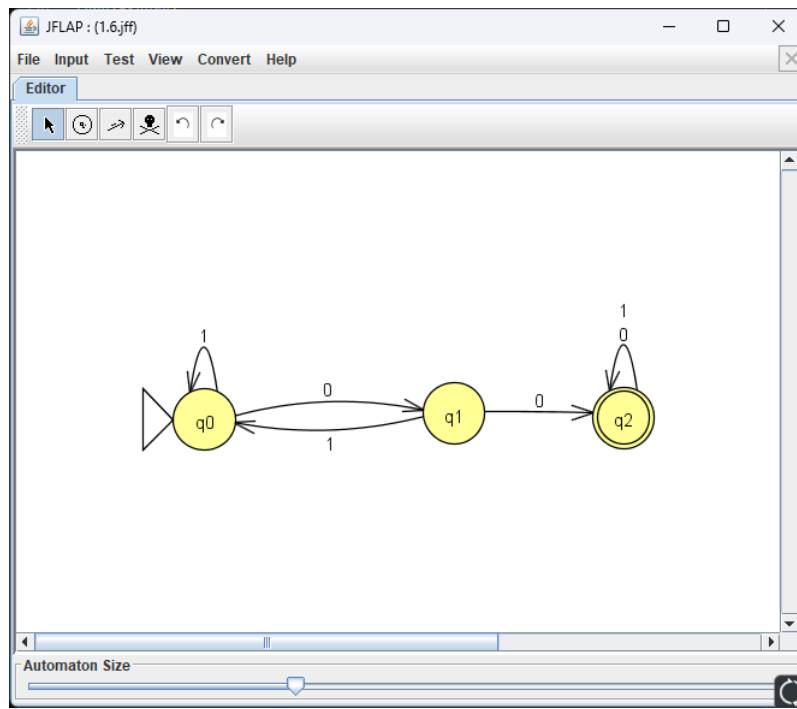 JFLAP : (1.6.jff)
File Input Test View Convert Help
Editor
1
1
0
0
0
q0
q1
q2
1
Automaton Size